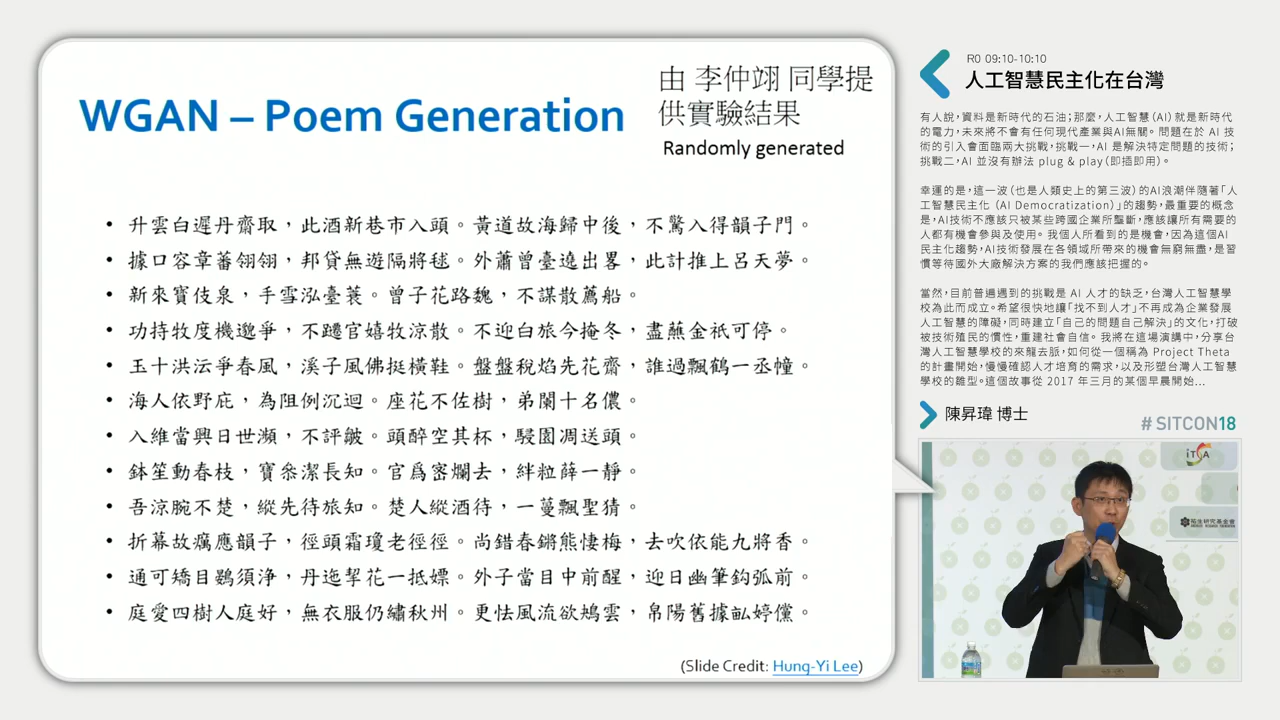 WGAN – Poem Generation
由 李仲翊 同學提
供實驗結果
Randomly generated
• 升雲白遲丹齋取，此酒新巷市入頭。黃道故海歸中後，不驚入得韻子門。
• 據口容章蕃翎翎，邦貸無遊隔將毬。外蕭曾臺遶出畧，此計推上呂天夢。
• 新來寶伎泉，手雪泓臺蓑。曾子花路魏，不謀散薦船。
• 功持牧度機邈爭，不躚官嬉牧涼散。不迎白旅今掩冬，盡蘸金祇可停。
• 玉十洪沄爭春風，溪子風佛挺橫鞋。盤盤稅焰先花齋，誰過飄鶴一丞幢。
• 海人依野庇，為阻例沉迴。座花不佐樹，弟闌十名儂。
• 入維當興日世瀕，不評皺。頭醉空其杯，駸園凋送頭。
• 鉢笙動春枝，寶叅潔長知。官爲宻爛去，絆粒薛一靜。
• 吾涼腕不楚，縱先待旅知。楚人縱酒待，一蔓飄聖猜。
• 折幕故癘應韻子，徑頭霜瓊老徑徑。尚錯春鏘熊悽梅，去吹依能九將香。
• 通可矯目鷃須浄，丹迤挈花一抵嫖。外子當目中前醒，迎日幽筆鈎弧前。
• 庭愛四樹人庭好，無衣服仍繡秋州。更怯風流欲鴂雲，帛陽舊據畆婷儻。
(Slide Credit: Hung-Yi Lee)
R0 09:10-10:10
人工智慧民主化在台灣
有人說，資料是新時代的石油；那麼，人工智慧（AI）就是新時代
的電力，未來將不會有任何現代產業與AI無關。問題在於 AI 技
術的引入會面臨兩大挑戰，挑戰一，AI 是解決特定問題的技術；
挑戰二，AI 並沒有辦法 plug & play（即插即用）。
幸運的是，這一波（也是人類史上的第三波）的AI浪潮伴隨著「人
工智慧民主化（AI Democratization）」的趨勢，最重要的概念
是，AI技術不應該只被某些跨國企業所壟斷，應該讓所有需要的
人都有機會參與及使用。我個人所看到的是機會，因為這個AI
民主化趨勢，AI技術發展在各領域所帶來的機會無窮無盡，是習
慣等待國外大廠解決方案的我們應該把握的。
當然，目前普遍遇到的挑戰是 AI 人才的缺乏，台灣人工智慧學
校為此而成立。希望很快地讓「找不到人才」不再成為企業發展
人工智慧的障礙，同時建立「自己的問題自己解決」的文化，打破
被技術殖民的慣性，重建社會自信。我將在這場演講中，分享台
灣人工智慧學校的來龍去脈，如何從一個稱為 Project Theta
的計畫開始，慢慢確認人才培育的需求，以及形塑台灣人工智慧
學校的雛型。這個故事從 2017 年三月的某個早晨開始...
陳昇瑋 博士
# SITCON18
iTSA